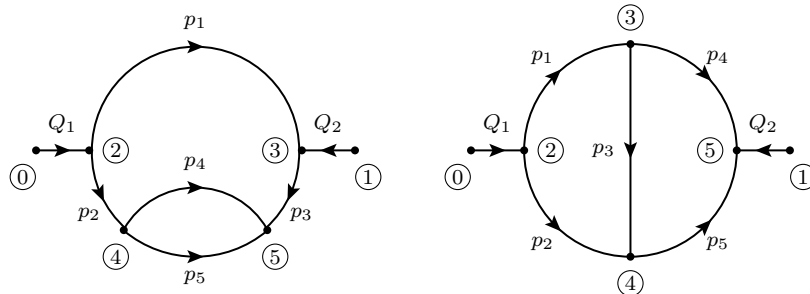 p₁
Q₁
②
③
Q₂
⓪
①
p₄
p₂
p₃
④
⑤
p₅
③
p₁
p₄
Q₁
②
p₃
⑤
Q₂
⓪
①
p₂
p₅
④